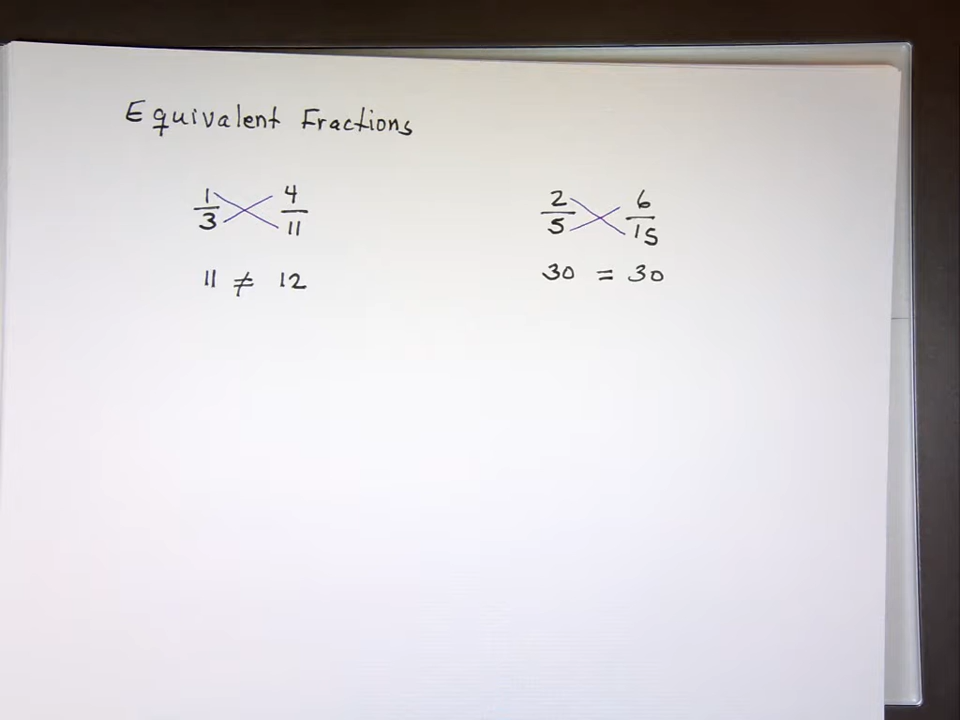 Equivalent Fractions
1/3 4/11
11 ≠ 12
2/5 6/15
30 = 30